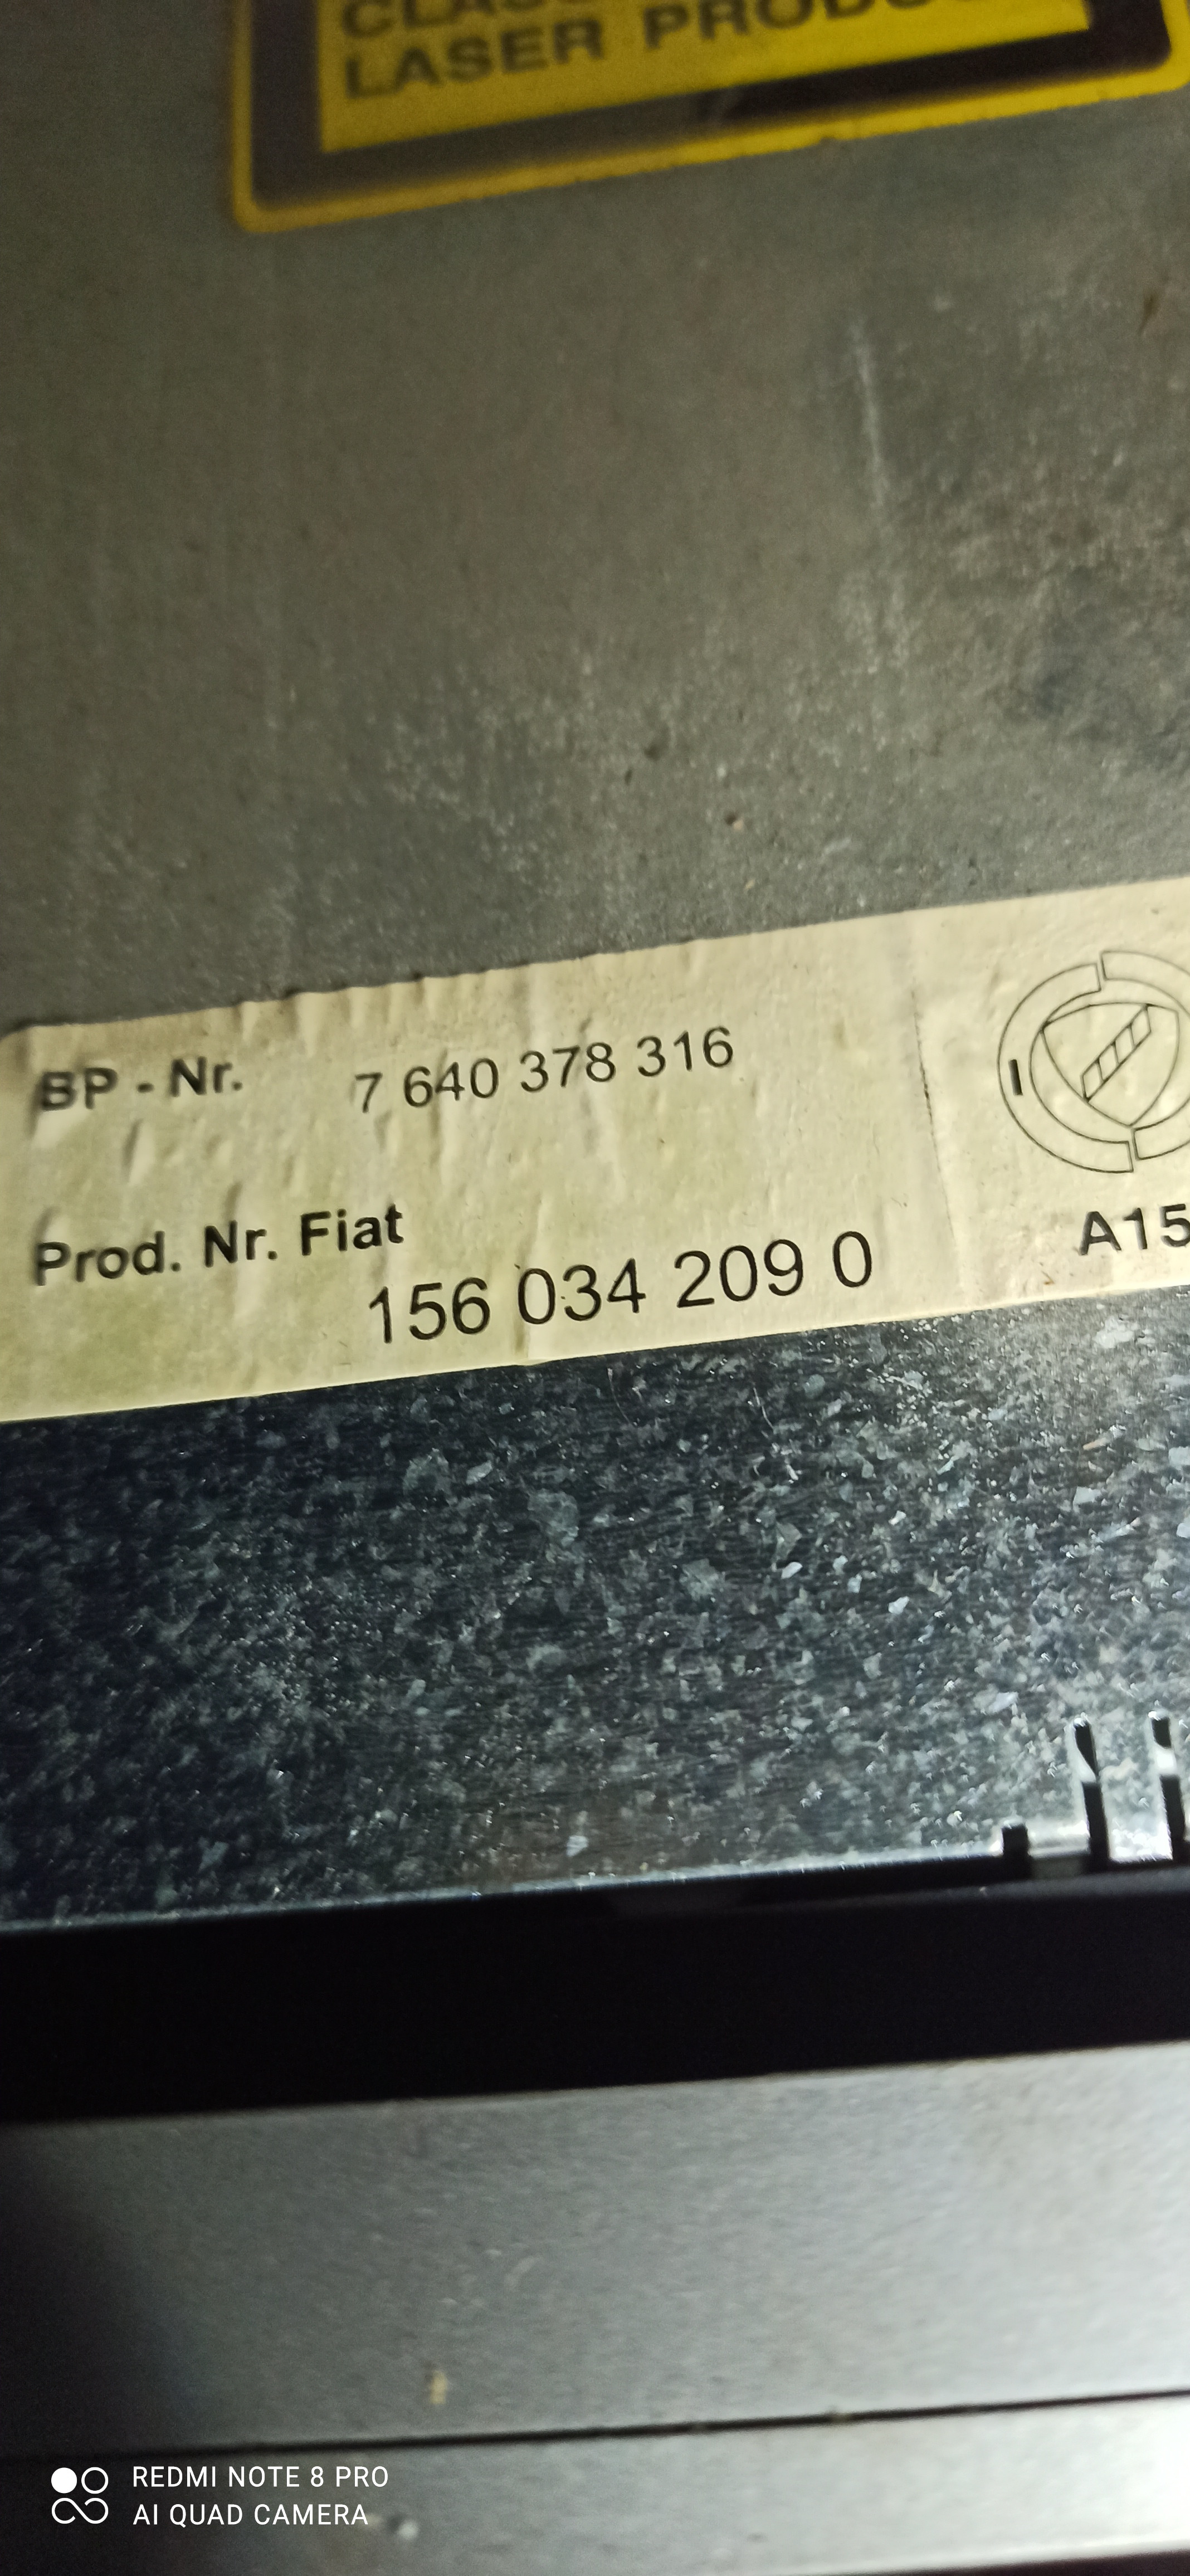 LASER
BP - Nr. 7 640 378 316
Prod. Nr. Fiat
156 034 209 0
A15
REDMI NOTE 8 PRO
AI QUAD CAMERA